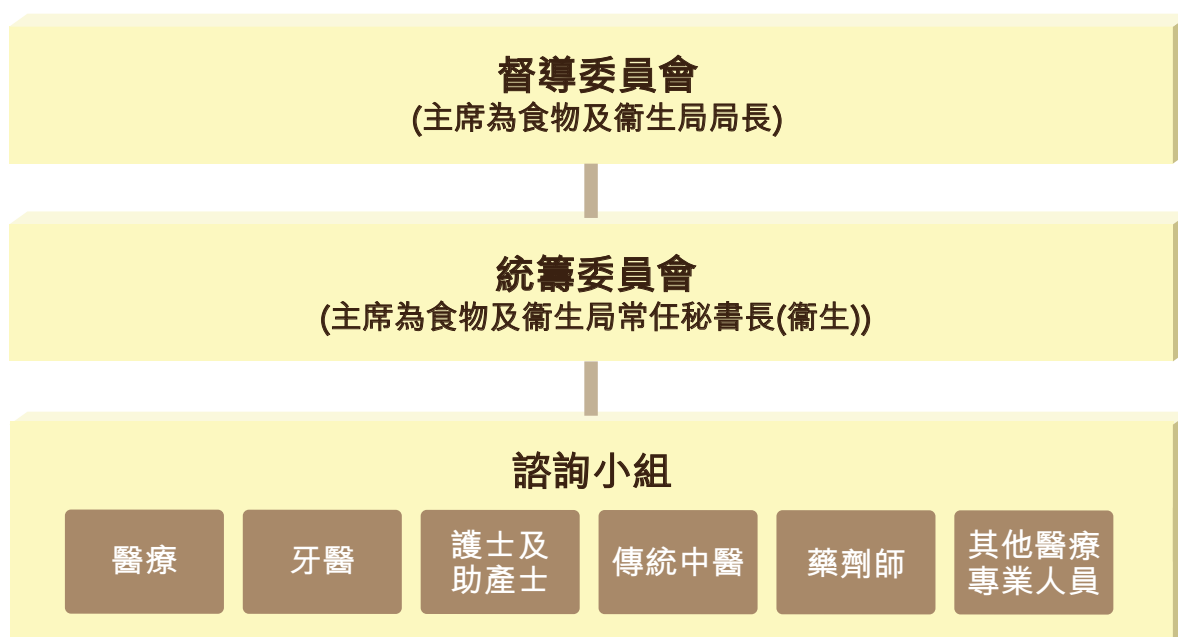 督導委員會
(主席為食物及衞生局局長)
統籌委員會
(主席為食物及衞生局常任秘書長(衞生))
諮詢小組
醫療
牙醫
護士及
助產士
傳統中醫
藥劑師
其他醫療
專業人員